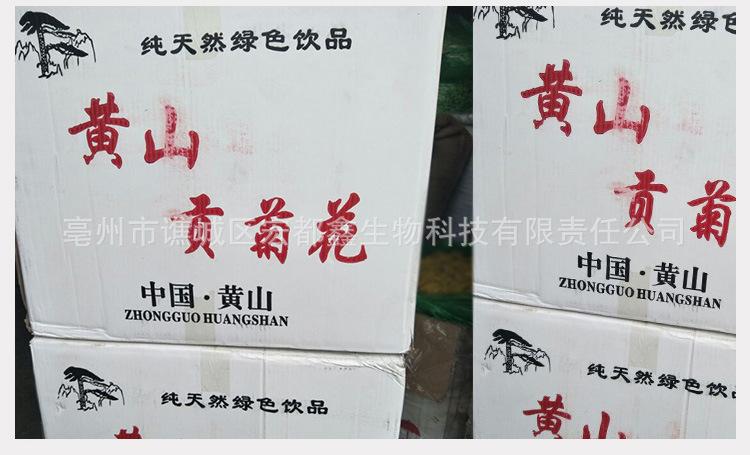 纯天然绿色饮品
黄山
贡菊花
中国·黄山
ZHONGGUO HUANGSHAN
纯天然绿色饮品
黄
纯天然绿色
黄山
贡菊
中国·黄山
ZHONGGUO HUANGSHAN
纯天然绿色饮品
黄山
亳州市谯城区都鑫生物科技有限责任公司